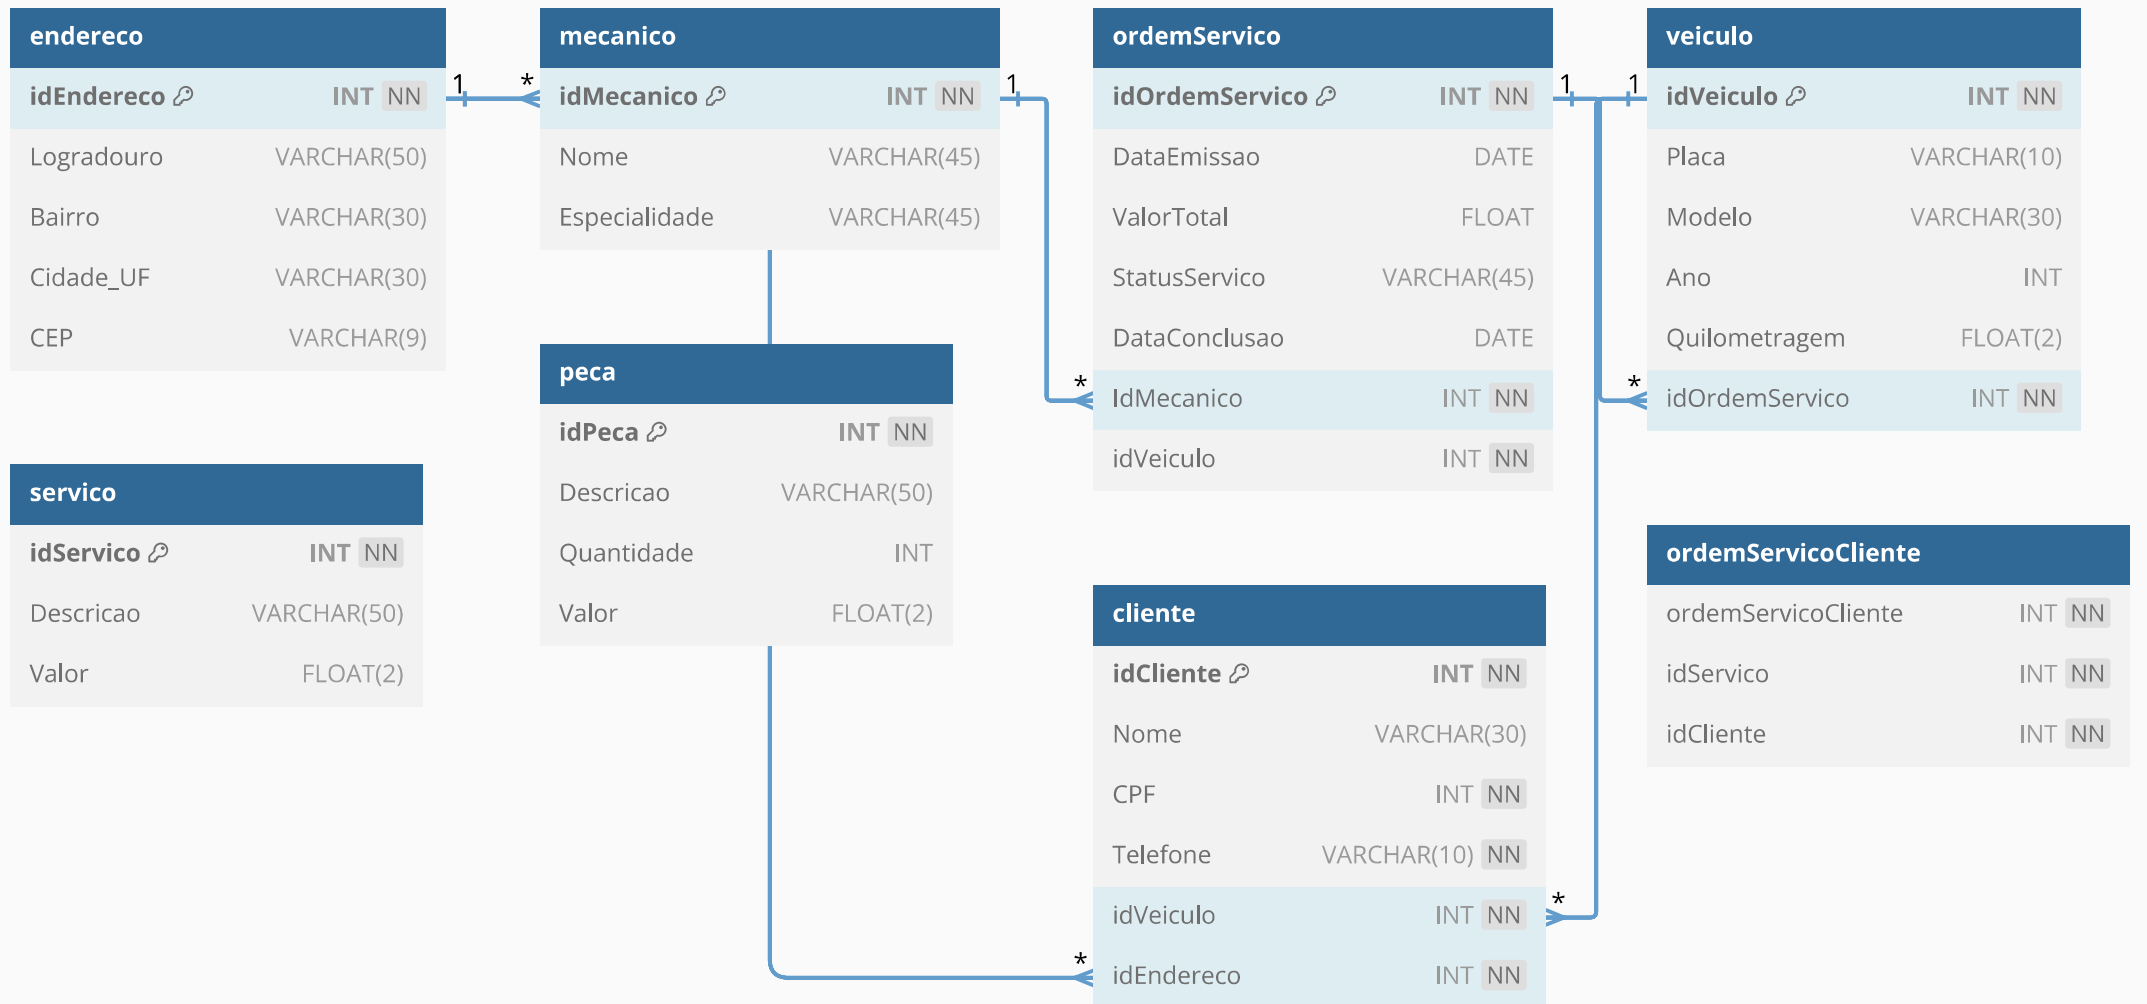 endereco
idEndereco INT NN
Logradouro VARCHAR(50)
Bairro VARCHAR(30)
Cidade_UF VARCHAR(30)
CEP VARCHAR(9)
1 *
mecanico
idMecanico INT NN
Nome VARCHAR(45)
Especialidade VARCHAR(45)
1 *
ordemServico
idOrdemServico INT NN
DataEmissao DATE
ValorTotal FLOAT
StatusServico VARCHAR(45)
DataConclusao DATE
IdMecanico INT NN
idVeiculo INT NN
1 1
veiculo
idVeiculo INT NN
Placa VARCHAR(10)
Modelo VARCHAR(30)
Ano INT
Quilometragem FLOAT(2)
* idOrdemServico INT NN
servico
idServico INT NN
Descricao VARCHAR(50)
Valor FLOAT(2)
peca
idPeca INT NN
Descricao VARCHAR(50)
Quantidade INT
Valor FLOAT(2)
cliente
idCliente INT NN
Nome VARCHAR(30)
CPF INT NN
Telefone VARCHAR(10) NN
idVeiculo INT NN *
* idEndereco INT NN
ordemServicoCliente
ordemServicoCliente INT NN
idServico INT NN
idCliente INT NN